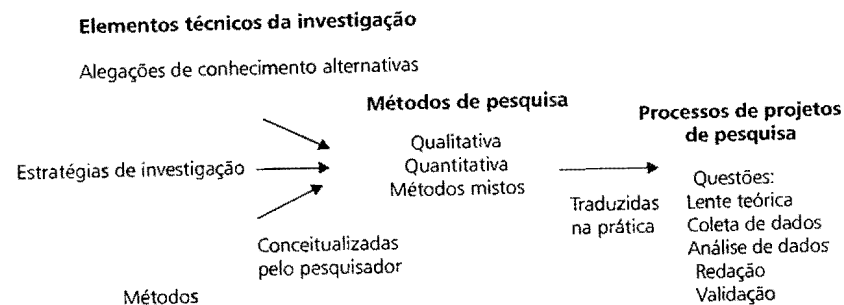 Elementos técnicos da investigação
Alegações de conhecimento alternativas
Métodos de pesquisa
Qualitativa
Quantitativa
Métodos mistos
Processos de projetos
de pesquisa
Estratégias de investigação
Questões:
Lente teórica
Coleta de dados
Análise de dados
Redação
Validação
Traduzidas
na prática
Conceitualizadas
pelo pesquisador
Métodos